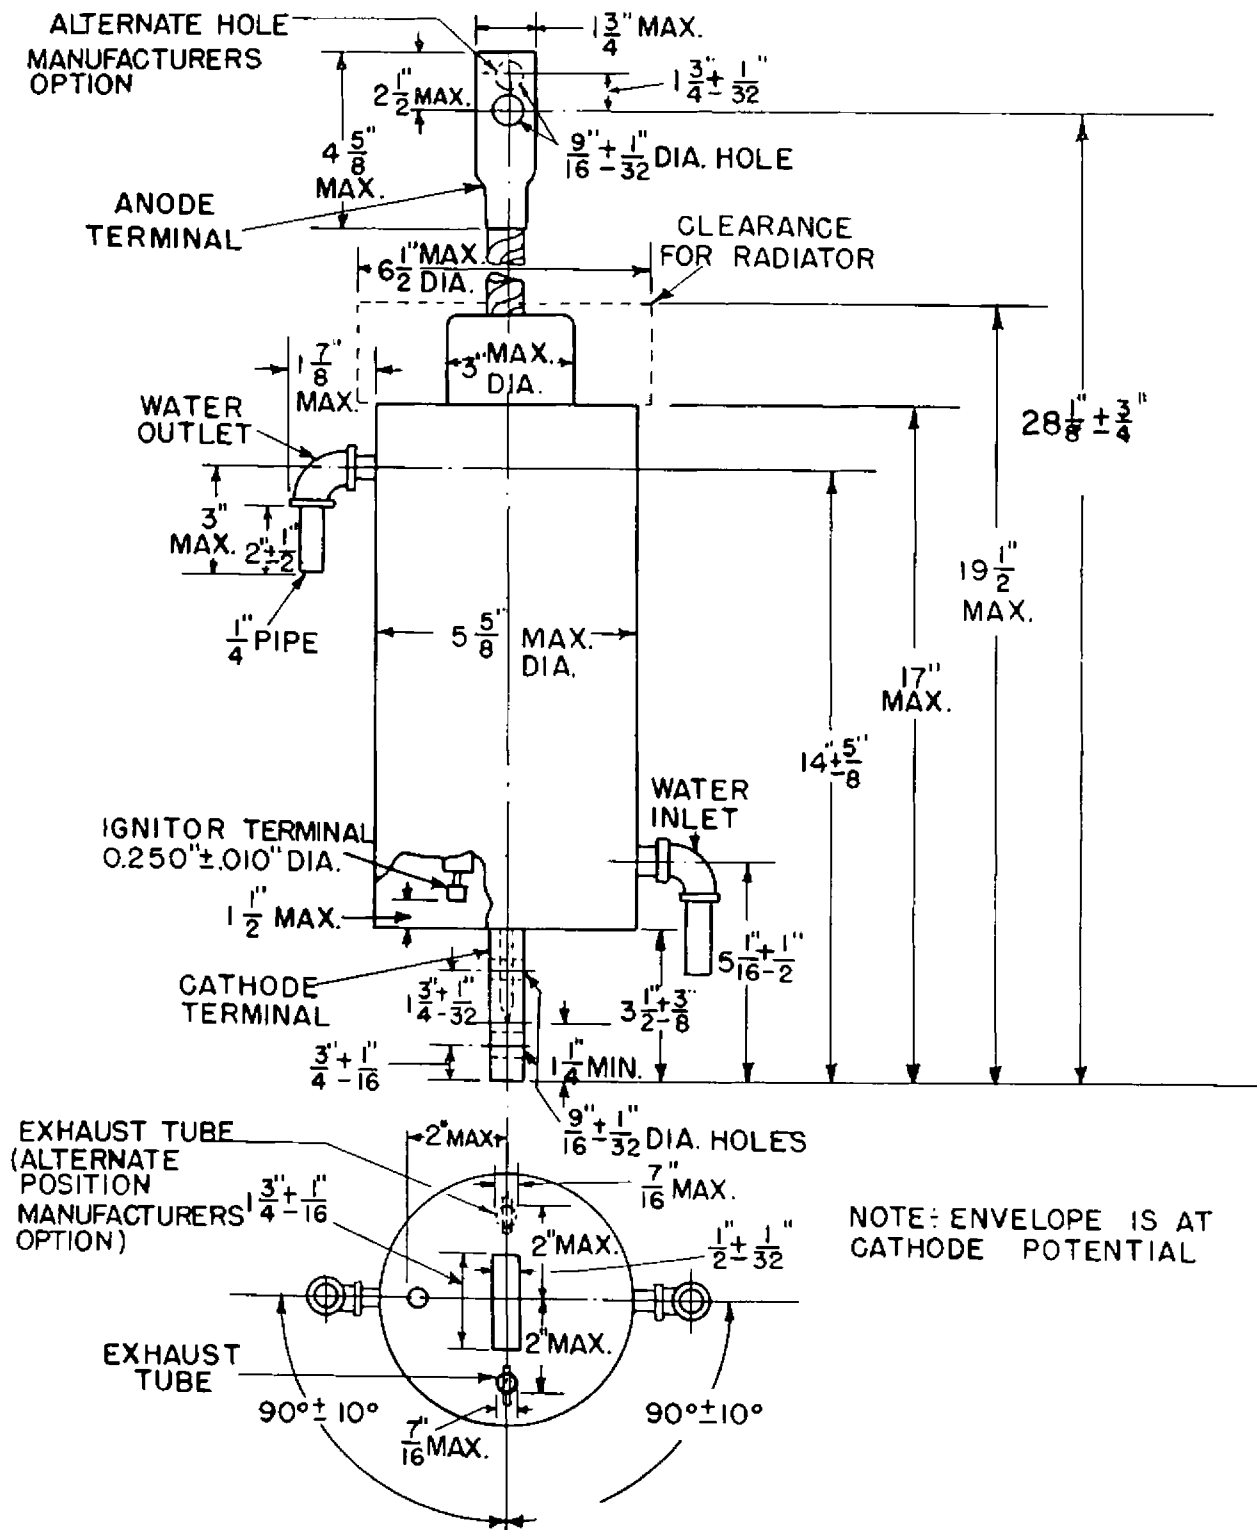 ALTERNATE HOLE
MANUFACTURERS
OPTION
1 3/4" MAX.
2 1/2" MAX.
1 3/4" ± 1/32"
4 5/8"
MAX.
9/16" ± 1/32" DIA. HOLE
ANODE
TERMINAL
CLEARANCE
FOR RADIATOR
6 1/2" MAX.
DIA.
1 7/8"
MAX.
3" MAX.
DIA.
WATER
OUTLET
28 1/8" ± 3/4"
3"
MAX.
2" ± 1/2"
19 1/2"
MAX.
1/4" PIPE
5 5/8" MAX.
DIA.
17"
MAX.
14" ± 5/8"
WATER
INLET
IGNITOR TERMINAL
0.250" ± .010" DIA.
1 1/2" MAX.
5 1/16" ± 1/2"
CATHODE
TERMINAL
1 3/4" ± 1/32"
3 1/2" ± 3/8"
3/4" ± 1/16"
1 1/4" MIN.
9/16" ± 1/32" DIA. HOLES
EXHAUST TUBE
(ALTERNATE
POSITION
MANUFACTURERS
OPTION)
2" MAX.
1 3/4" ± 1/16"
7/16" MAX.
2" MAX.
1/2" ± 1/32"
NOTE: ENVELOPE IS AT
CATHODE POTENTIAL
2" MAX.
EXHAUST
TUBE
90° ± 10°
90° ± 10°
7/16" MAX.